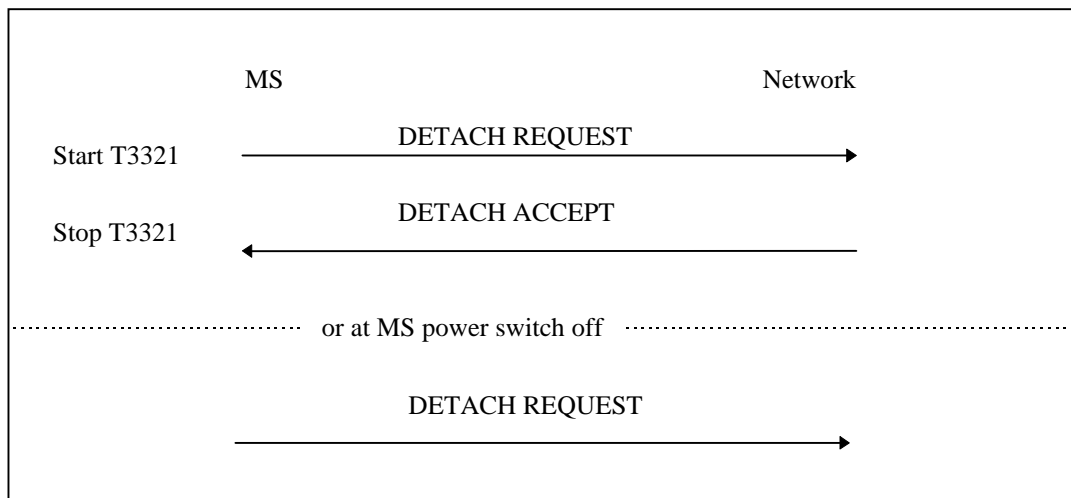 MS Network
DETACH REQUEST
Start T3321
DETACH ACCEPT
Stop T3321
or at MS power switch off
DETACH REQUEST